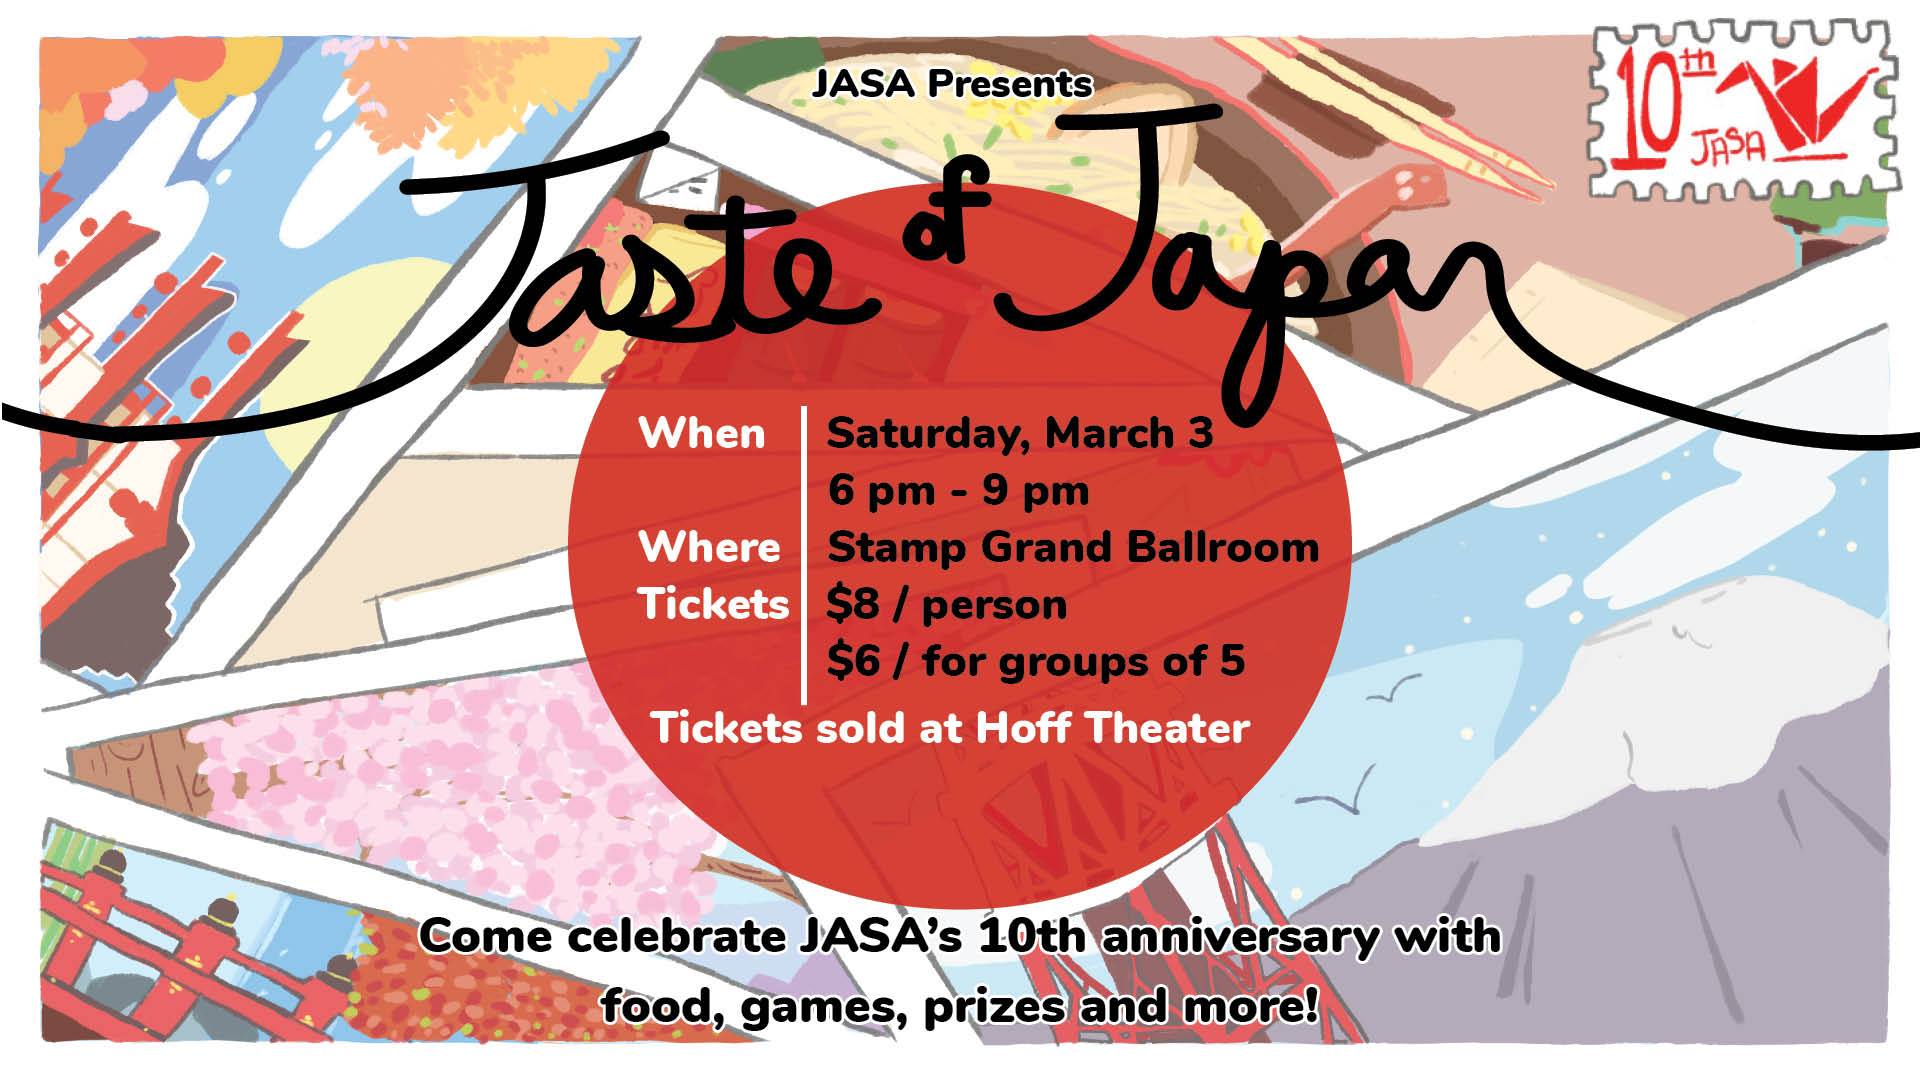 JASA Presents
10th
JASA
Taste of Japan
When Saturday, March 3
6 pm - 9 pm
Where Stamp Grand Ballroom
Tickets $8 / person
$6 / for groups of 5
Tickets sold at Hoff Theater
Come celebrate JASA's 10th anniversary with
food, games, prizes and more!